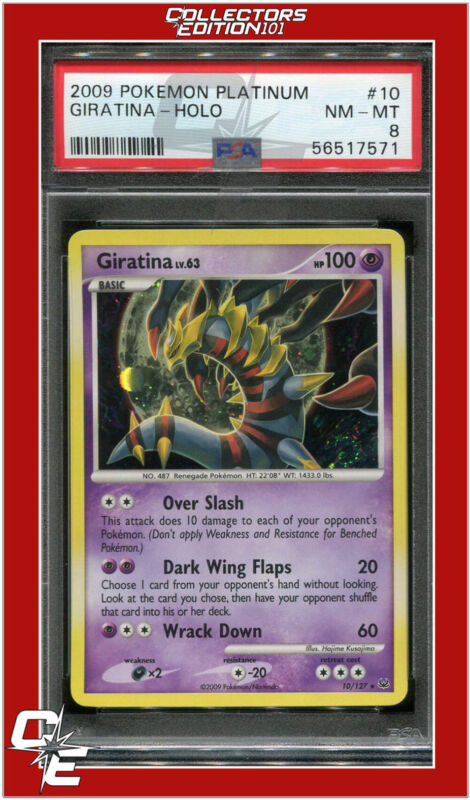 COLLECTORS
EDITION101
2009 POKEMON PLATINUM #10
GIRATINA - HOLO NM - MT
8
PSA 56517571
Giratina LV.63 HP 100
BASIC
NO. 487 Renegade Pokémon HT: 22'08" WT: 1433.0 lbs.
Over Slash
This attack does 10 damage to each of your opponent's
Pokémon. (Don't apply Weakness and Resistance for Benched
Pokémon.)
Dark Wing Flaps 20
Choose 1 card from your opponent's hand without looking.
Look at the card you chose, then have your opponent shuffle
that card into his or her deck.
Wrack Down 60
Illus. Hajime Kusajima
weakness resistance retreat cost
×2 -20
©2009 Pokémon/Nintendo 10/127 ★
CE
PSA